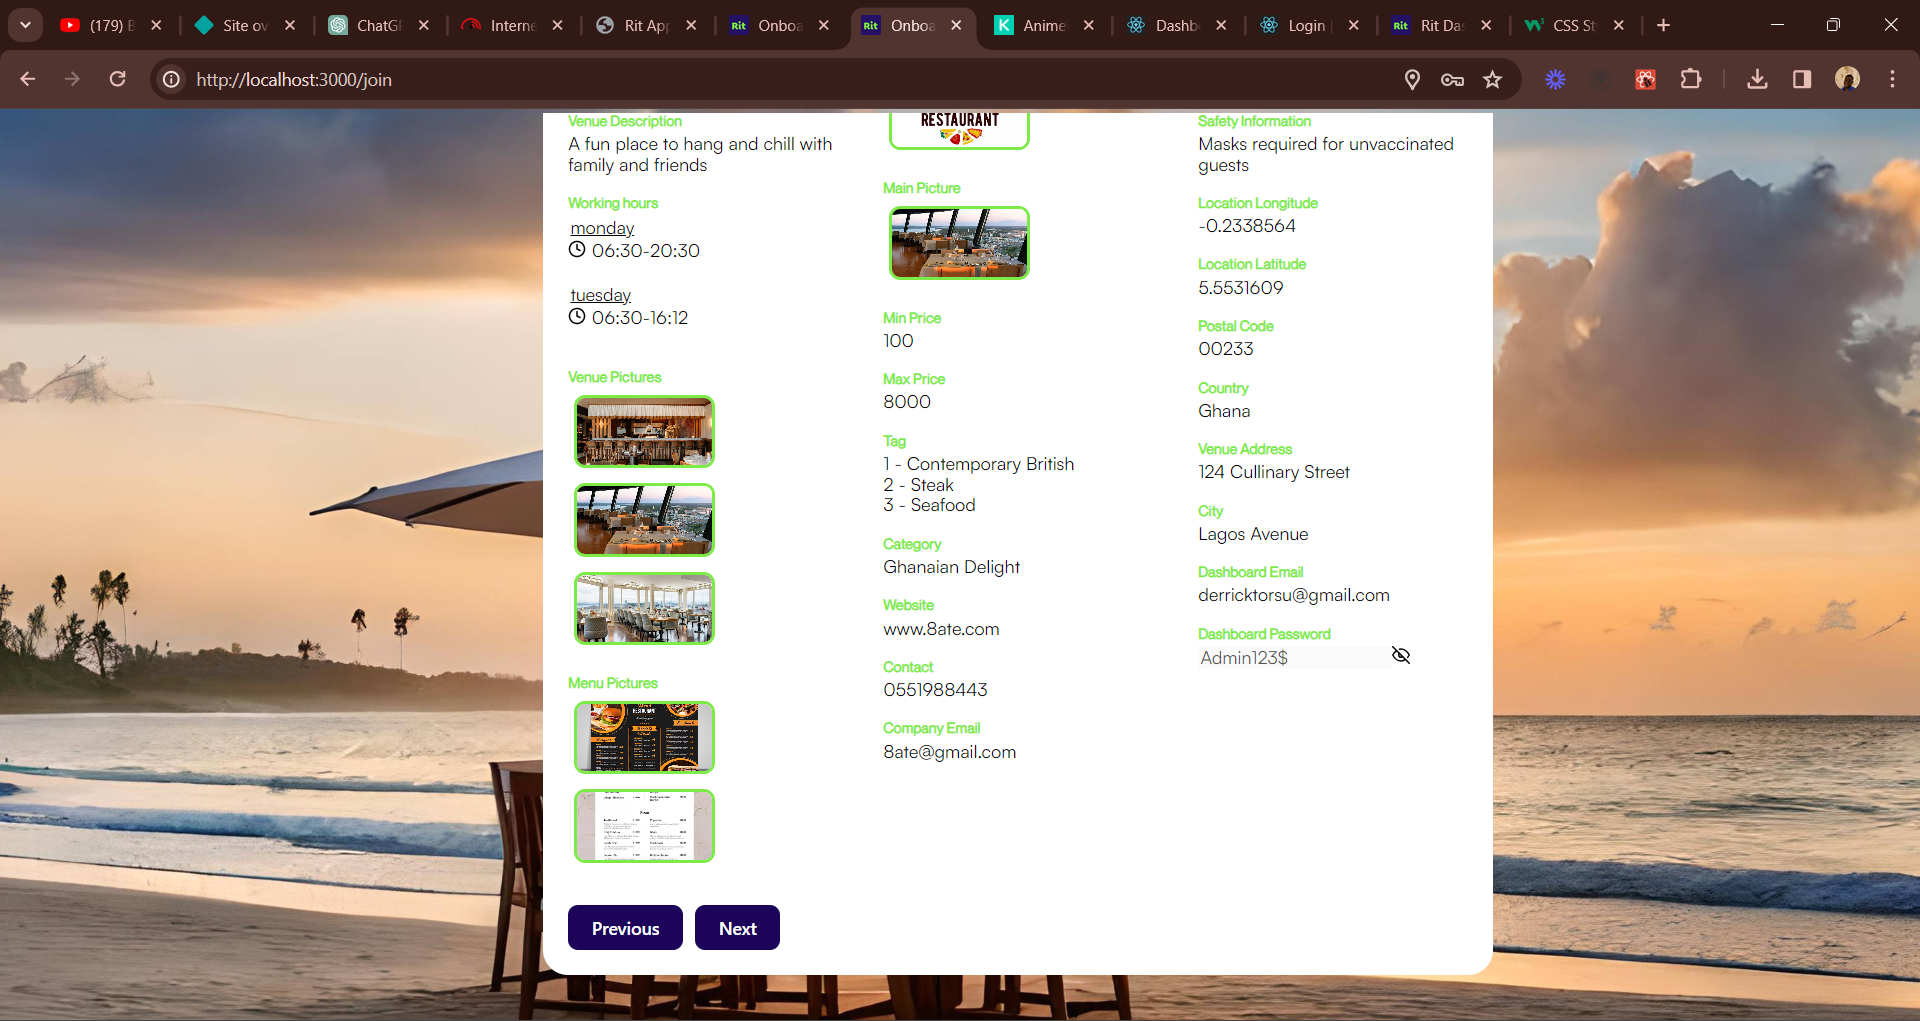 (179) B
Site ov
ChatG
Interne
Rit Ap
Rit
Onboa
Rit
Onboa
K
Anime
Dashb
Login
Rit
Rit Da
CSS St
http://localhost:3000/join
Venue Description
A fun place to hang and chill with
family and friends
Working hours
monday
06:30-20:30
tuesday
06:30-16:12
Venue Pictures
Menu Pictures
RESTAURANT
RESTAURANT
Main Picture
Min Price
100
Max Price
8000
Tag
1 - Contemporary British
2 - Steak
3 - Seafood
Category
Ghanaian Delight
Website
www.8ate.com
Contact
0551988443
Company Email
8ate@gmail.com
Safety Information
Masks required for unvaccinated
guests
Location Longitude
-0.2338564
Location Latitude
5.5531609
Postal Code
00233
Country
Ghana
Venue Address
124 Cullinary Street
City
Lagos Avenue
Dashboard Email
derricktorsu@gmail.com
Dashboard Password
Admin123$
Previous
Next